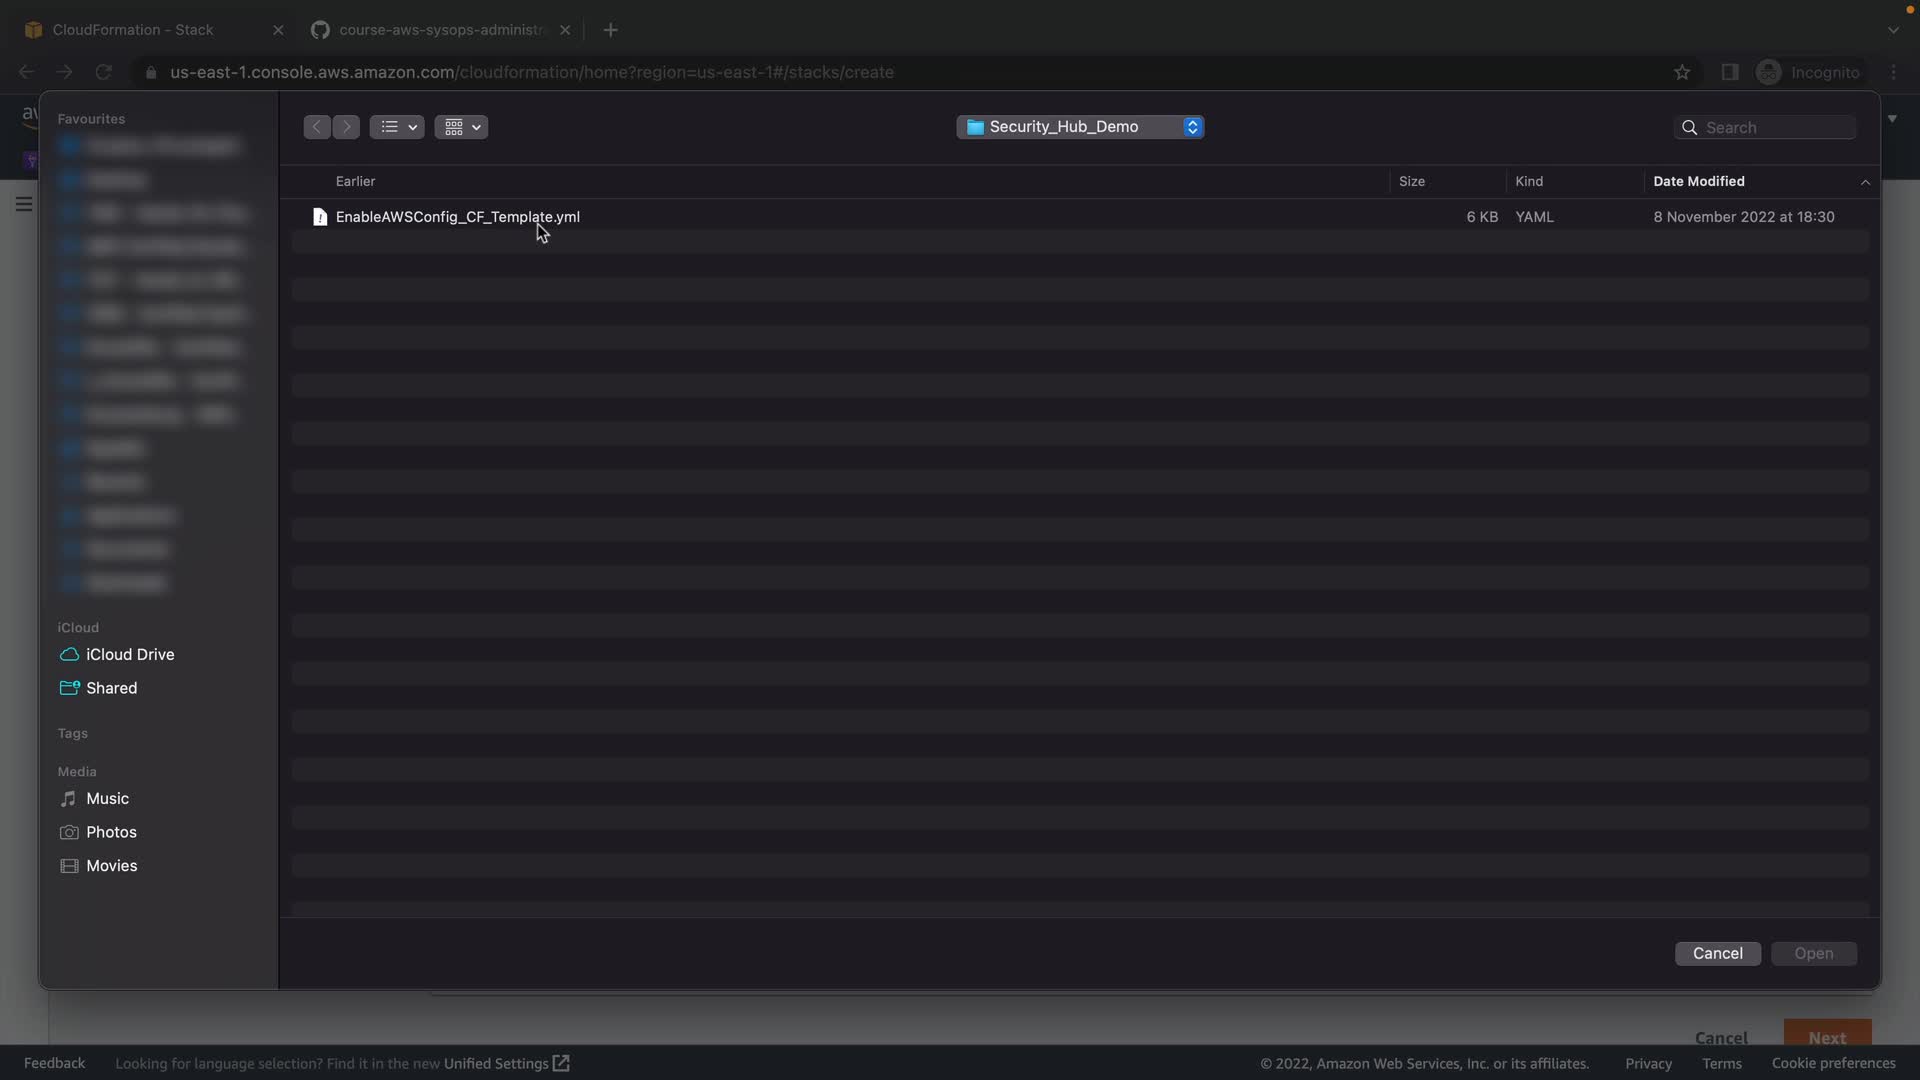 CloudFormation - Stack
course-aws-sysops-administr
us-east-1.console.aws.amazon.com/cloudformation/home?region=us-east-1#/stacks/create
Incognito
Favourites
Security_Hub_Demo
Search
Earlier
Size
Kind
Date Modified
EnableAWSConfig_CF_Template.yml
6 KB
YAML
8 November 2022 at 18:30
iCloud
iCloud Drive
Shared
Tags
Media
Music
Photos
Movies
Cancel
Open
Cancel
Next
Feedback
Looking for language selection? Find it in the new Unified Settings
© 2022, Amazon Web Services, Inc. or its affiliates.
Privacy
Terms
Cookie preferences